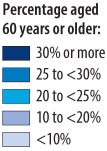 Percentage aged
60 years or older:
30% or more
25 to <30%
20 to <25%
10 to <20%
<10%